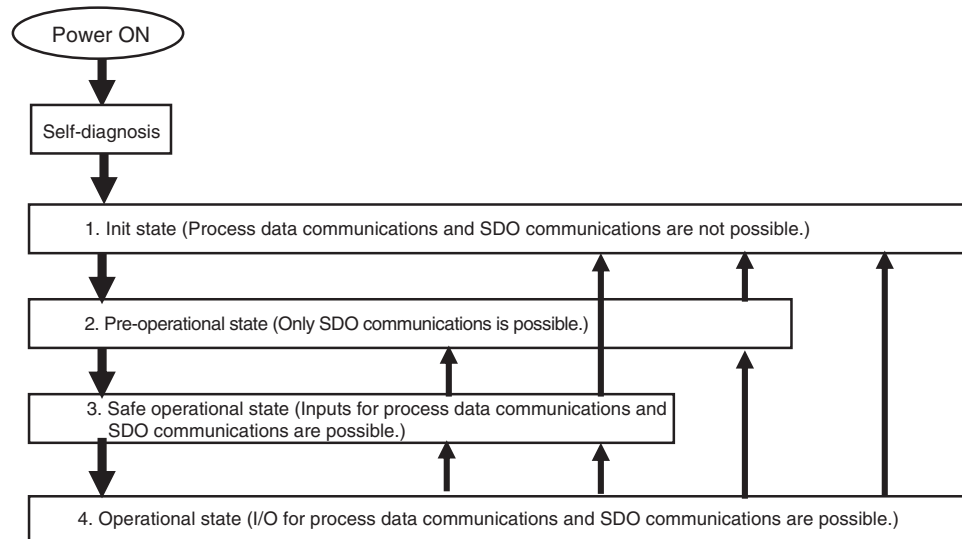 Power ON
Self-diagnosis
1. Init state (Process data communications and SDO communications are not possible.)
2. Pre-operational state (Only SDO communications is possible.)
3. Safe operational state (Inputs for process data communications and
SDO communications are possible.)
4. Operational state (I/O for process data communications and SDO communications are possible.)